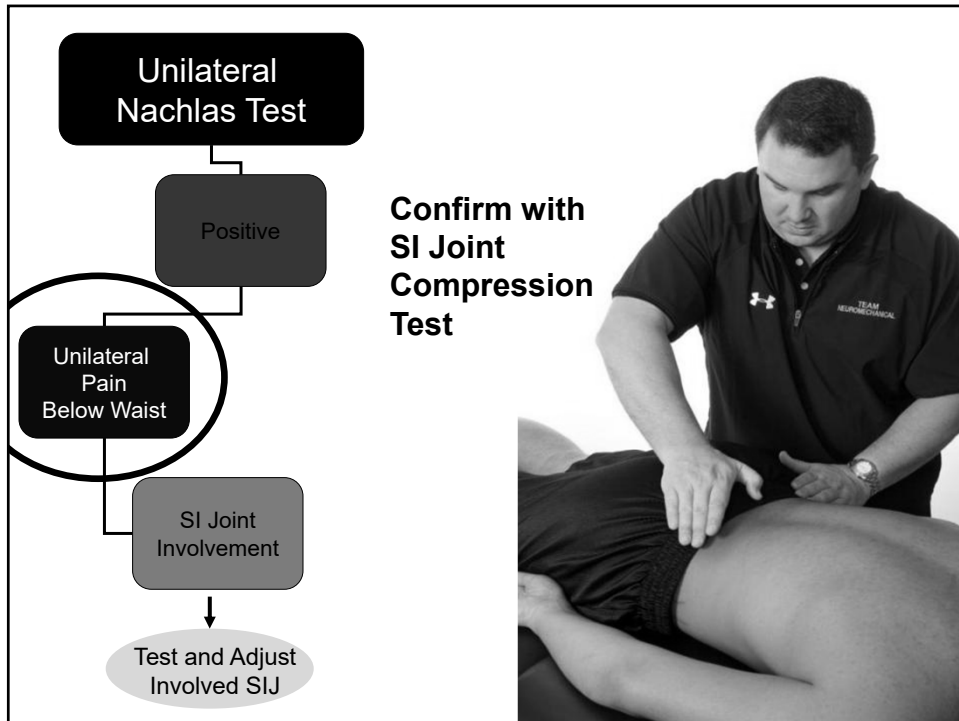 Unilateral
Nachlas Test
Positive
Unilateral
Pain
Below Waist
SI Joint
Involvement
Test and Adjust
Involved SIJ
Confirm with
SI Joint
Compression
Test
TEAM
NEUROMECHANICAL